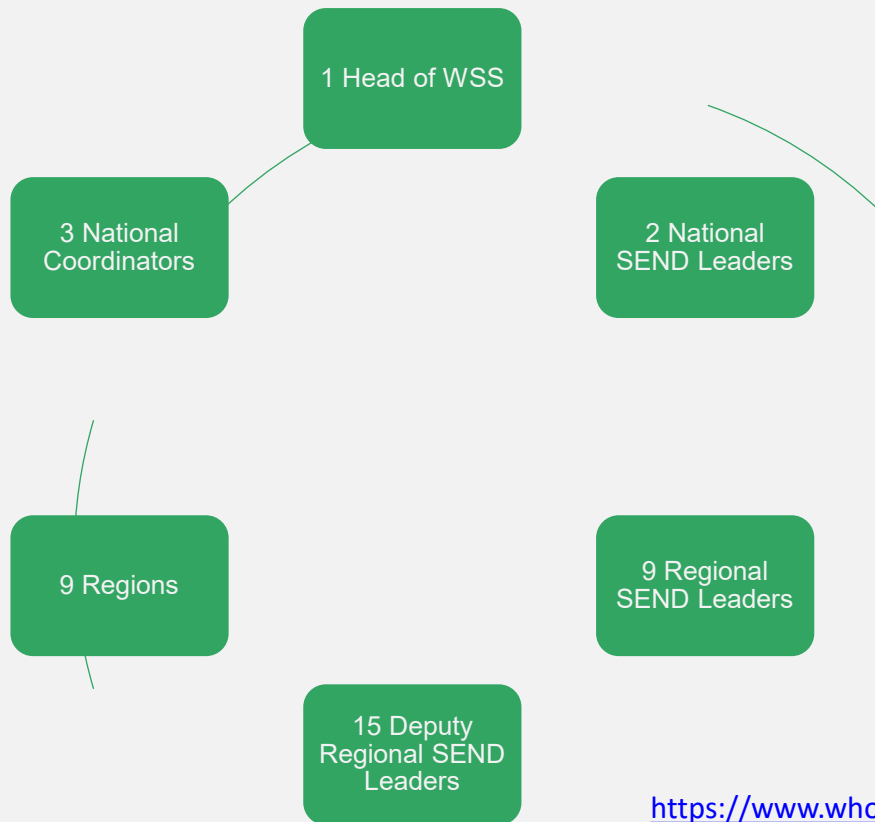 1 Head of WSS
3 National
Coordinators
2 National
SEND Leaders
9 Regions
9 Regional
SEND Leaders
15 Deputy
Regional SEND
Leaders
https://www.who